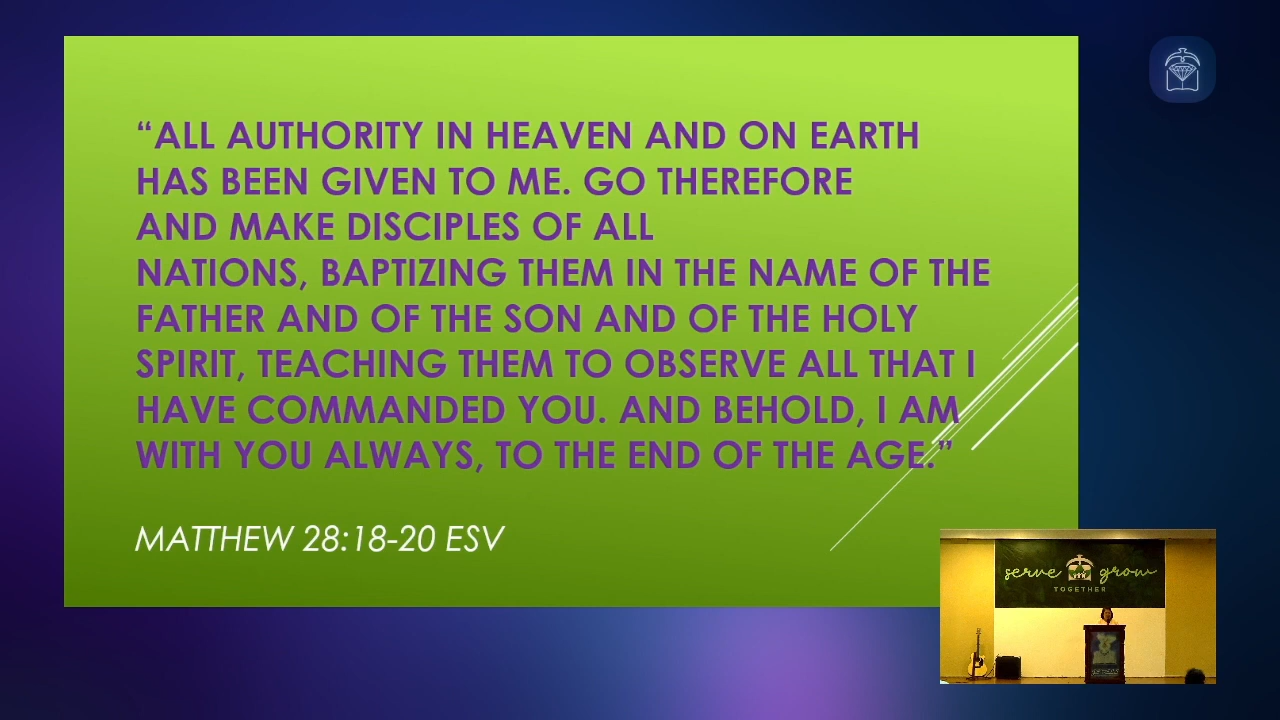 “ALL AUTHORITY IN HEAVEN AND ON EARTH
HAS BEEN GIVEN TO ME. GO THEREFORE
AND MAKE DISCIPLES OF ALL
NATIONS, BAPTIZING THEM IN THE NAME OF THE
FATHER AND OF THE SON AND OF THE HOLY
SPIRIT, TEACHING THEM TO OBSERVE ALL THAT I
HAVE COMMANDED YOU. AND BEHOLD, I AM
WITH YOU ALWAYS, TO THE END OF THE AGE.”
MATTHEW 28:18-20 ESV
serve grow
TOGETHER